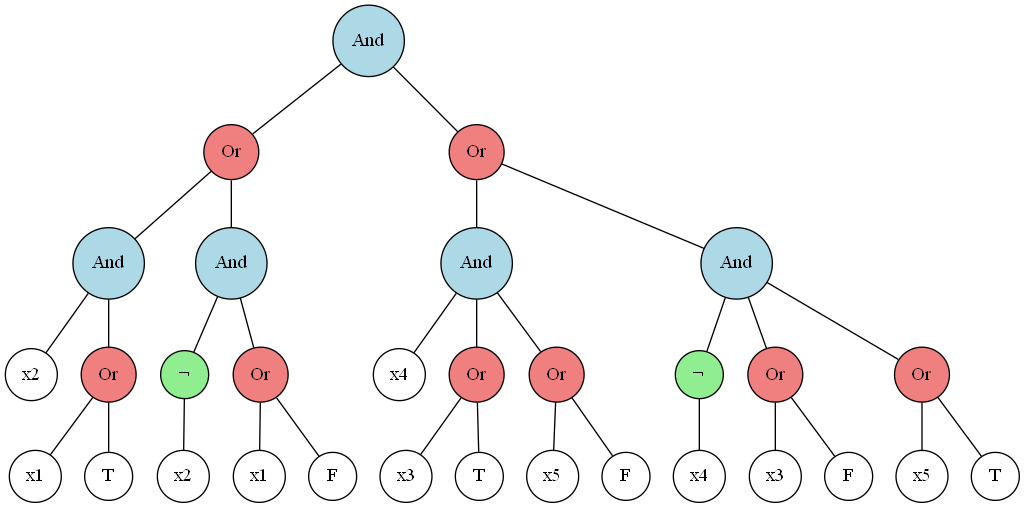 And
Or Or
And And And And
x2 Or ¬ Or x4 Or Or ¬ Or Or
x1 T x2 x1 F x3 T x5 F x4 x3 F x5 T